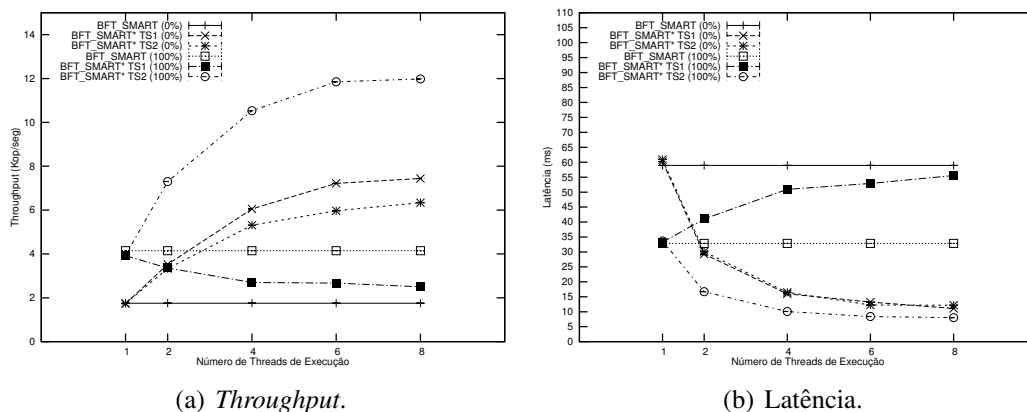 Throughput (Kop/seg)
14
12
10
8
6
4
2
0
BFT_SMART (0%)
BFT_SMART* TS1 (0%)
BFT_SMART* TS2 (0%)
BFT_SMART (100%)
BFT_SMART* TS1 (100%)
BFT_SMART* TS2 (100%)
1 2 4 6 8
Número de Threads de Execução
(a) Throughput.
Latência (ms)
110
105
100
95
90
85
80
75
70
65
60
55
50
45
40
35
30
25
20
15
10
5
0
BFT_SMART (0%)
BFT_SMART* TS1 (0%)
BFT_SMART* TS2 (0%)
BFT_SMART (100%)
BFT_SMART* TS1 (100%)
BFT_SMART* TS2 (100%)
1 2 4 6 8
Número de Threads de Execução
(b) Latência.